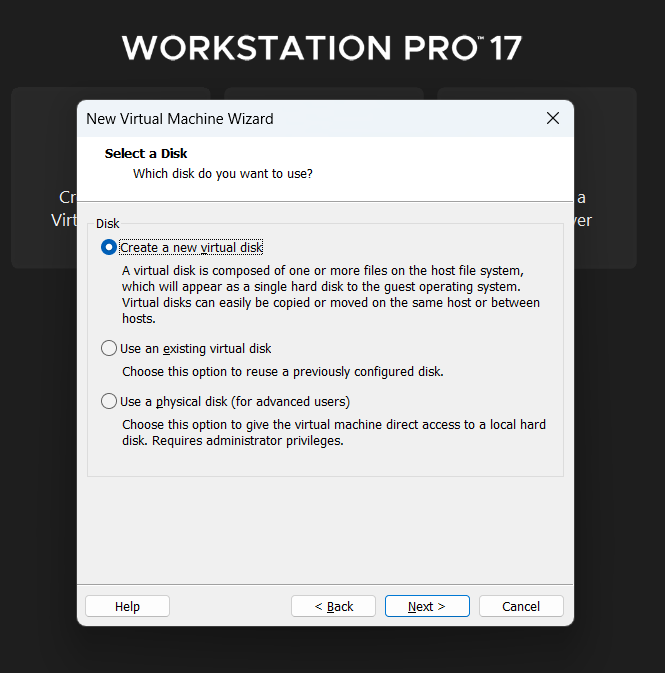 WORKSTATION PRO™ 17
New Virtual Machine Wizard
Select a Disk
Which disk do you want to use?
Cr
a
Virt
ver
Disk
Create a new virtual disk
A virtual disk is composed of one or more files on the host file system,
which will appear as a single hard disk to the guest operating system.
Virtual disks can easily be copied or moved on the same host or between
hosts.
Use an existing virtual disk
Choose this option to reuse a previously configured disk.
Use a physical disk (for advanced users)
Choose this option to give the virtual machine direct access to a local hard
disk. Requires administrator privileges.
Help
< Back
Next >
Cancel